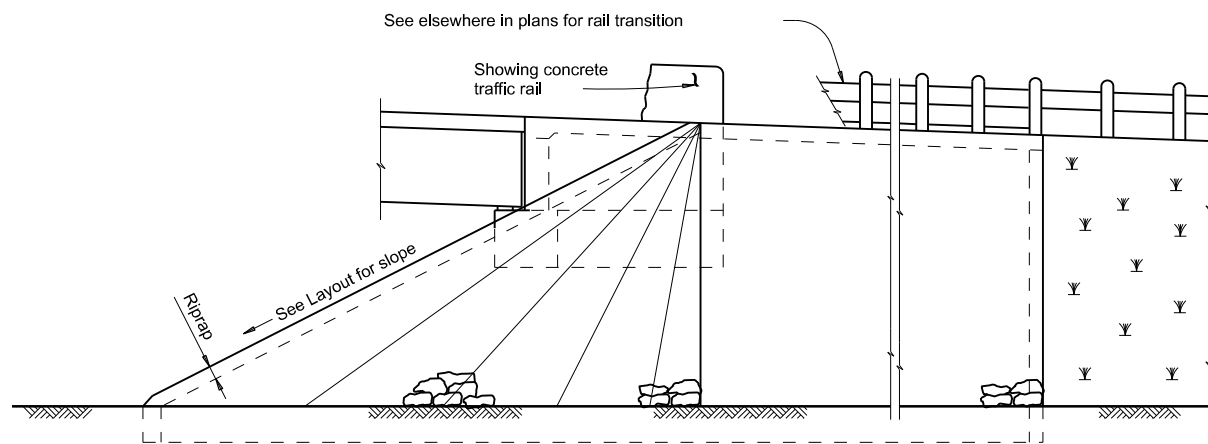 See elsewhere in plans for rail transition
Showing concrete
traffic rail
See Layout for slope
Riprap